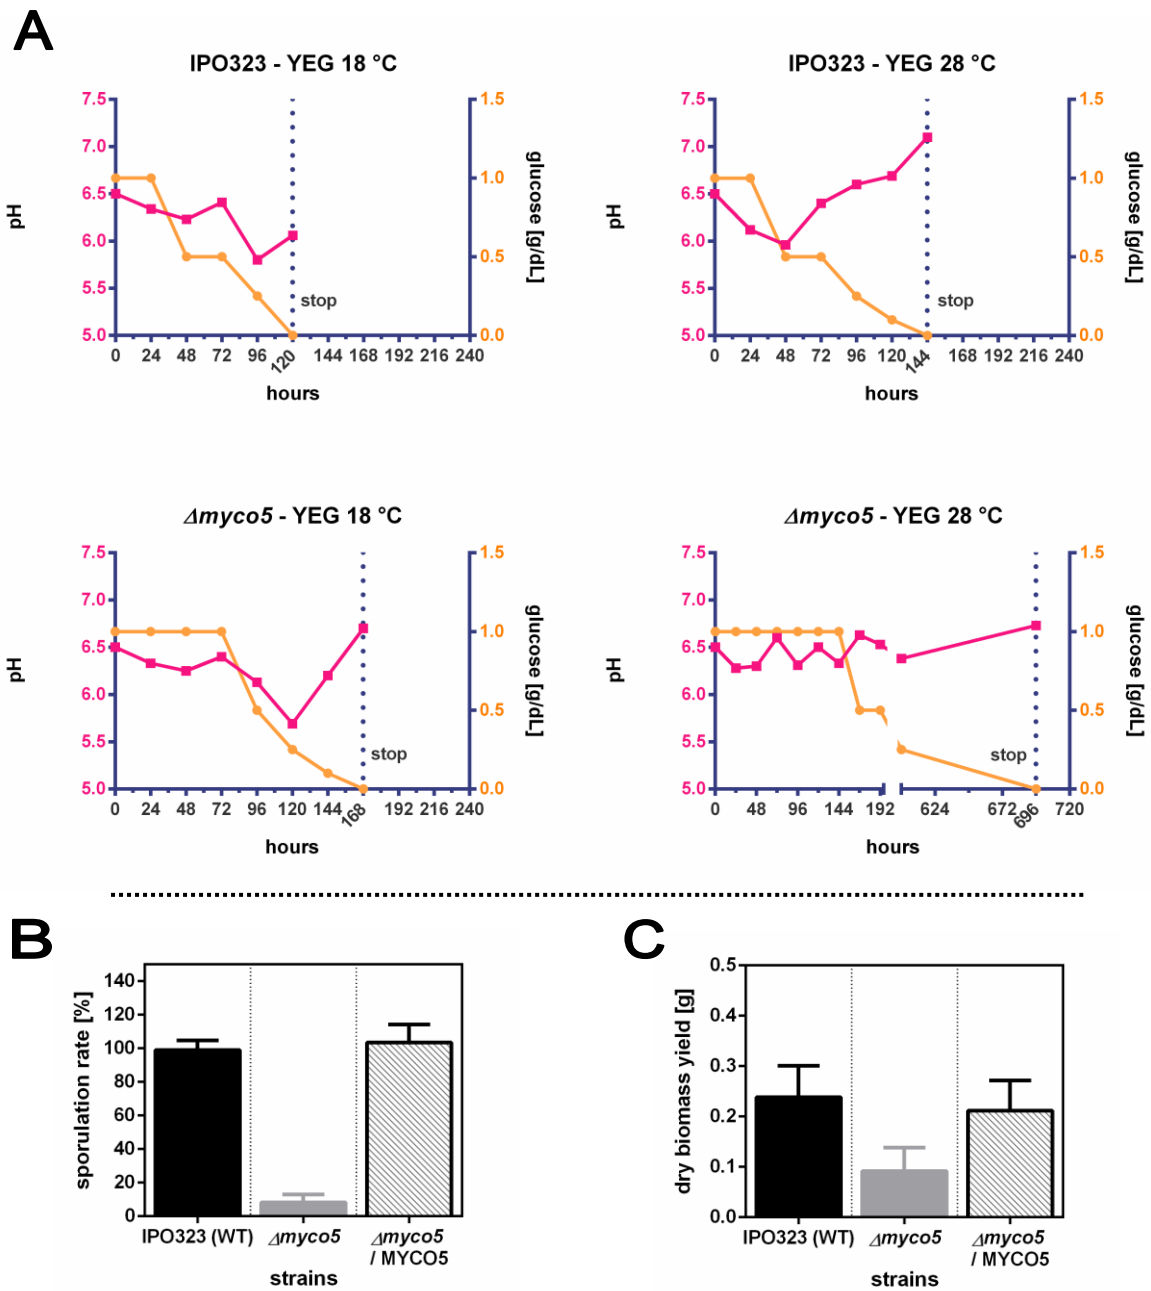 A
IPO323 - YEG 18 °C
7.5
7.0
6.5
6.0
5.5
5.0
pH
1.5
1.0
0.5
0.0
glucose [g/dL]
stop
0 24 48 72 96 120 144 168 192 216 240
hours
IPO323 - YEG 28 °C
7.5
7.0
6.5
6.0
5.5
5.0
pH
1.5
1.0
0.5
0.0
glucose [g/dL]
stop
0 24 48 72 96 120 144 168 192 216 240
hours
Δmyco5 - YEG 18 °C
7.5
7.0
6.5
6.0
5.5
5.0
pH
1.5
1.0
0.5
0.0
glucose [g/dL]
stop
0 24 48 72 96 120 144 168 192 216 240
hours
Δmyco5 - YEG 28 °C
7.5
7.0
6.5
6.0
5.5
5.0
pH
1.5
1.0
0.5
0.0
glucose [g/dL]
stop
0 48 96 144 192 624 672 696 720
hours
B
sporulation rate [%]
140
120
100
80
60
40
20
0
IPO323 (WT) Δmyco5 Δmyco5
/ MYCO5
strains
C
dry biomass yield [g]
0.5
0.4
0.3
0.2
0.1
0.0
IPO323 (WT) Δmyco5 Δmyco5
/ MYCO5
strains